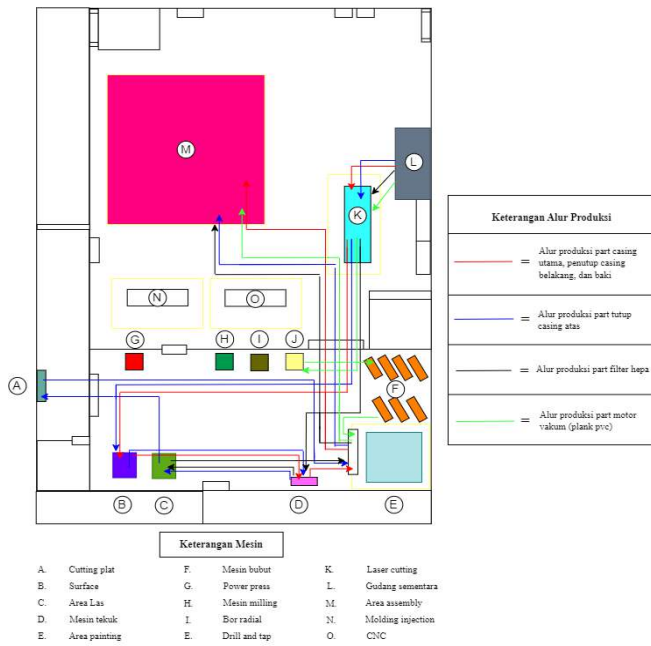 M
L
K
N
O
G
H
I
J
A
F
B
C
D
E
Keterangan Alur Produksi
= Alur produksi part casing
utama, penutup casing
belakang, dan baki
= Alur produksi part tutup
casing atas
= Alur produksi part filter hepa
= Alur produksi part motor
vakum (plank pvc)
Keterangan Mesin
A. Cutting plat
B. Surface
C. Area Las
D. Mesin tekuk
E. Area painting
F. Mesin bubut
G. Power press
H. Mesin milling
I. Bor radial
E. Drill and tap
K. Laser cutting
L. Gudang sementara
M. Area assembly
N. Molding injection
O. CNC